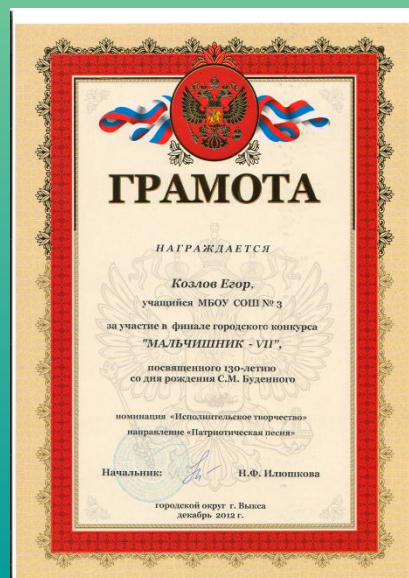 ГРАМОТА
НАГРАЖДАЕТСЯ
Козлов Егор,
учащийся МБОУ СОШ № 3
за участие в финале городского конкурса
"МАЛЬЧИШНИК - VII",
посвященного 130-летию
со дня рождения С.М. Буденного
номинация «Исполнительское творчество»
направление «Патриотическая песня»
Начальник: Н.Ф. Илюшкова
городской округ г. Выкса
декабрь 2012 г.